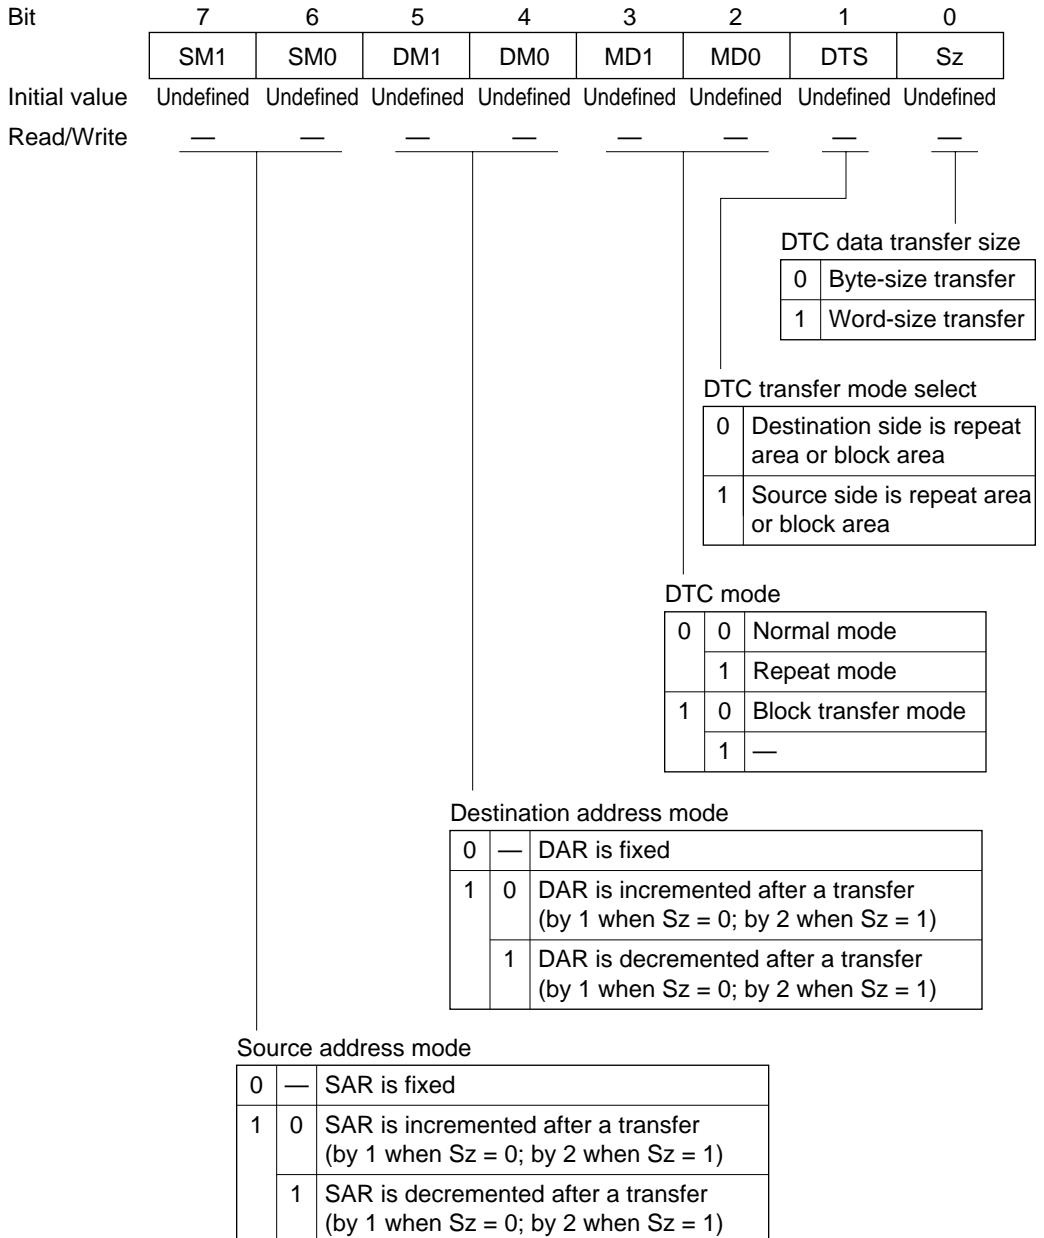 Bit 7 6 5 4 3 2 1 0
SM1 SM0 DM1 DM0 MD1 MD0 DTS Sz
Initial value Undefined Undefined Undefined Undefined Undefined Undefined Undefined Undefined
Read/Write — — — — — — — —
DTC data transfer size
0 Byte-size transfer
1 Word-size transfer
DTC transfer mode select
0 Destination side is repeat
area or block area
1 Source side is repeat area
or block area
DTC mode
0 0 Normal mode
1 Repeat mode
1 0 Block transfer mode
1 —
Destination address mode
0 — DAR is fixed
1 0 DAR is incremented after a transfer
(by 1 when Sz = 0; by 2 when Sz = 1)
1 DAR is decremented after a transfer
(by 1 when Sz = 0; by 2 when Sz = 1)
Source address mode
0 — SAR is fixed
1 0 SAR is incremented after a transfer
(by 1 when Sz = 0; by 2 when Sz = 1)
1 SAR is decremented after a transfer
(by 1 when Sz = 0; by 2 when Sz = 1)